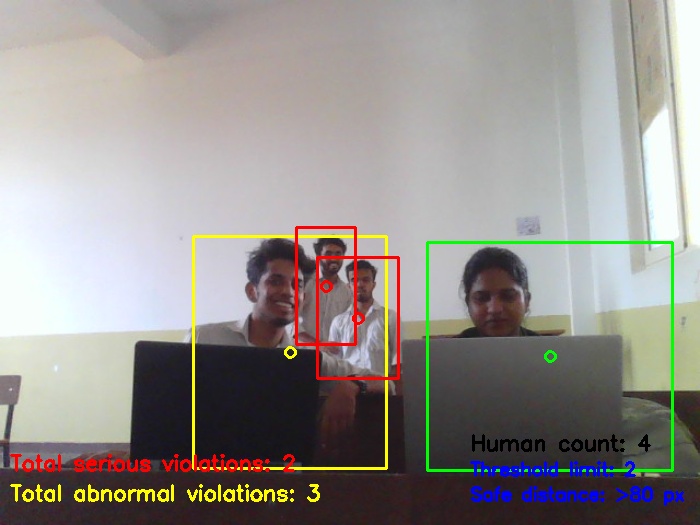 Human count: 4
Total serious violations: 2
Threshold limit: 2
Total abnormal violations: 3
Safe distance: >80 px